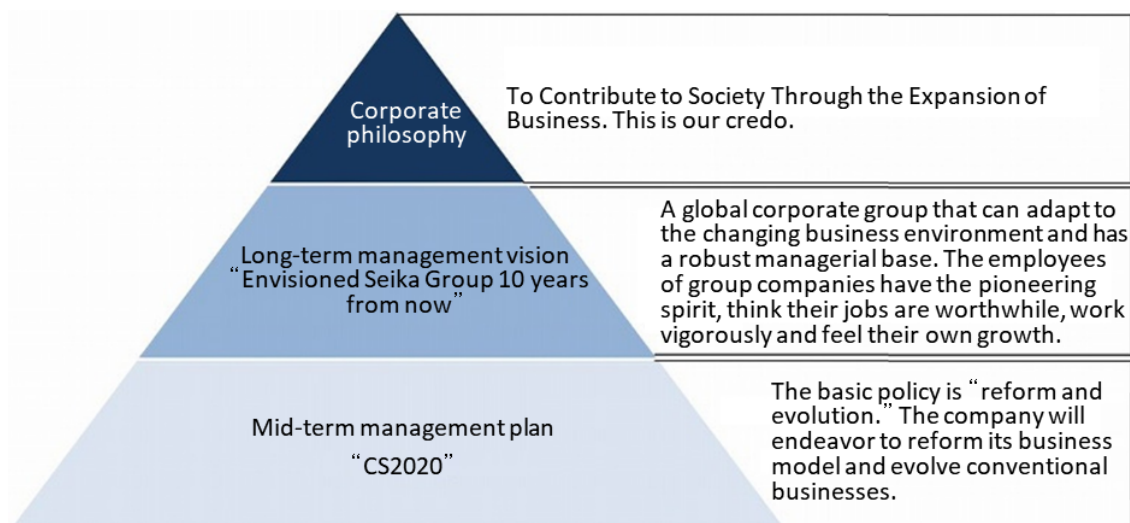 Corporate
philosophy
To Contribute to Society Through the Expansion of
Business. This is our credo.
Long-term management vision
“Envisioned Seika Group 10 years
from now”
A global corporate group that can adapt to
the changing business environment and has
a robust managerial base. The employees
of group companies have the pioneering
spirit, think their jobs are worthwhile, work
vigorously and feel their own growth.
Mid-term management plan
“CS2020”
The basic policy is “reform and
evolution.” The company will
endeavor to reform its business
model and evolve conventional
businesses.